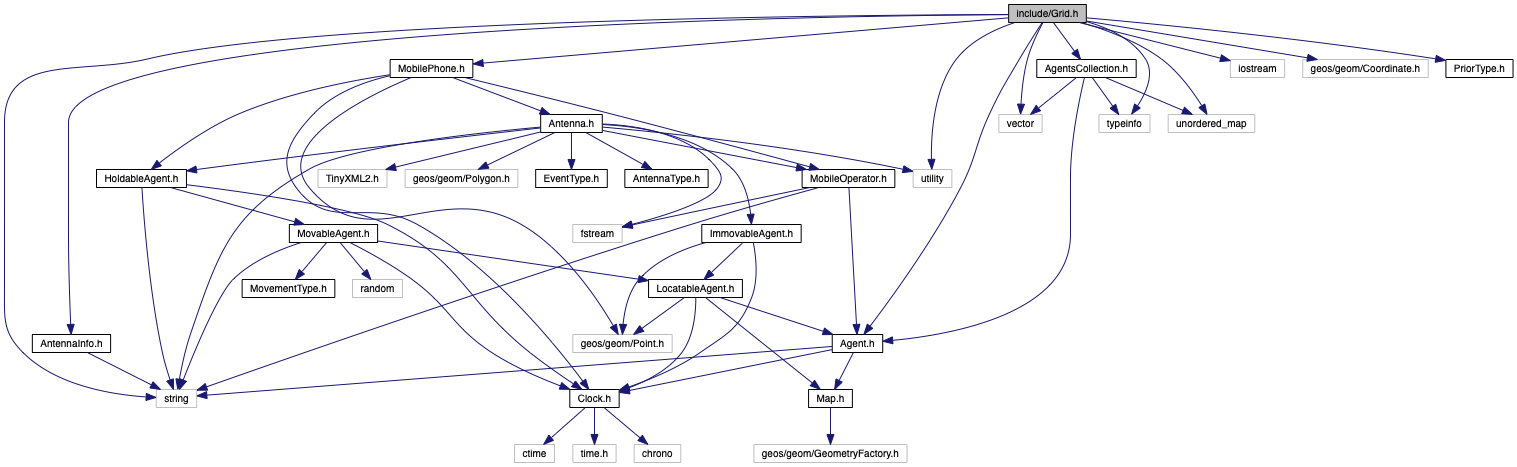 include/Grid.h
MobilePhone.h
AgentsCollection.h
iostream
geos/geom/Coordinate.h
PriorType.h
Antenna.h
vector
typeinfo
unordered_map
HoldableAgent.h
TinyXML2.h
geos/geom/Polygon.h
EventType.h
AntennaType.h
MobileOperator.h
utility
MovableAgent.h
fstream
ImmovableAgent.h
MovementType.h
random
LocatableAgent.h
AntennaInfo.h
geos/geom/Point.h
Agent.h
string
Clock.h
Map.h
ctime
time.h
chrono
geos/geom/GeometryFactory.h